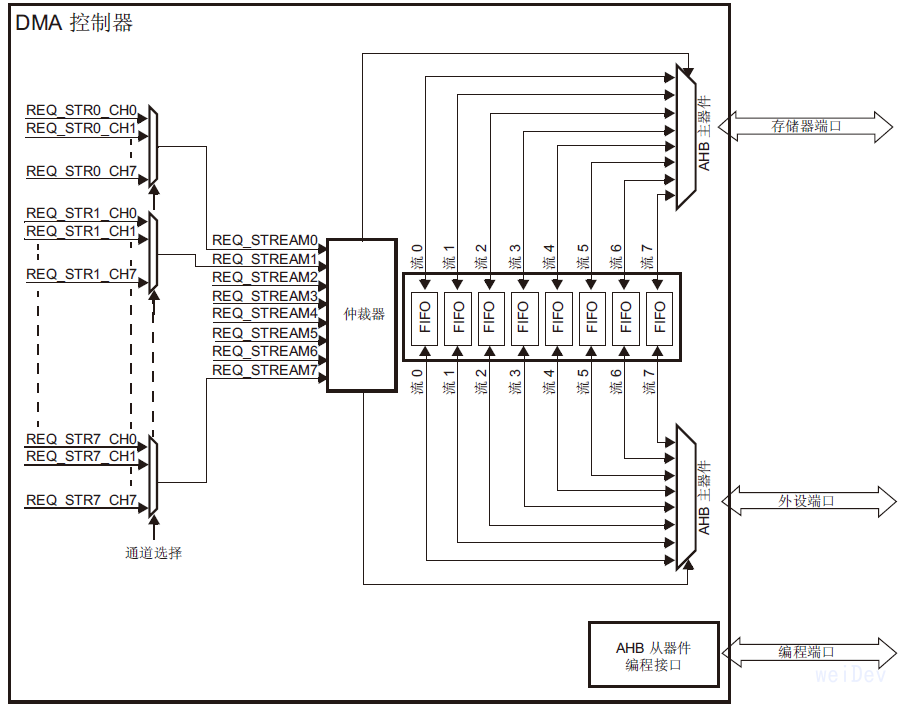 DMA 控制器
REQ_STR0_CH0
REQ_STR0_CH1
REQ_STR0_CH7
REQ_STR1_CH0
REQ_STR1_CH1
REQ_STR1_CH7
REQ_STR7_CH0
REQ_STR7_CH1
REQ_STR7_CH7
通道选择
REQ_STREAM0
REQ_STREAM1
REQ_STREAM2
REQ_STREAM3
REQ_STREAM4
REQ_STREAM5
REQ_STREAM6
REQ_STREAM7
仲裁器
流 0
流 1
流 2
流 3
流 4
流 5
流 6
流 7
FIFO
FIFO
FIFO
FIFO
FIFO
FIFO
FIFO
FIFO
流 0
流 1
流 2
流 3
流 4
流 5
流 6
流 7
AHB 主器件
存储器端口
AHB 主器件
外设端口
AHB 从器件
编程接口
编程端口
weiDev